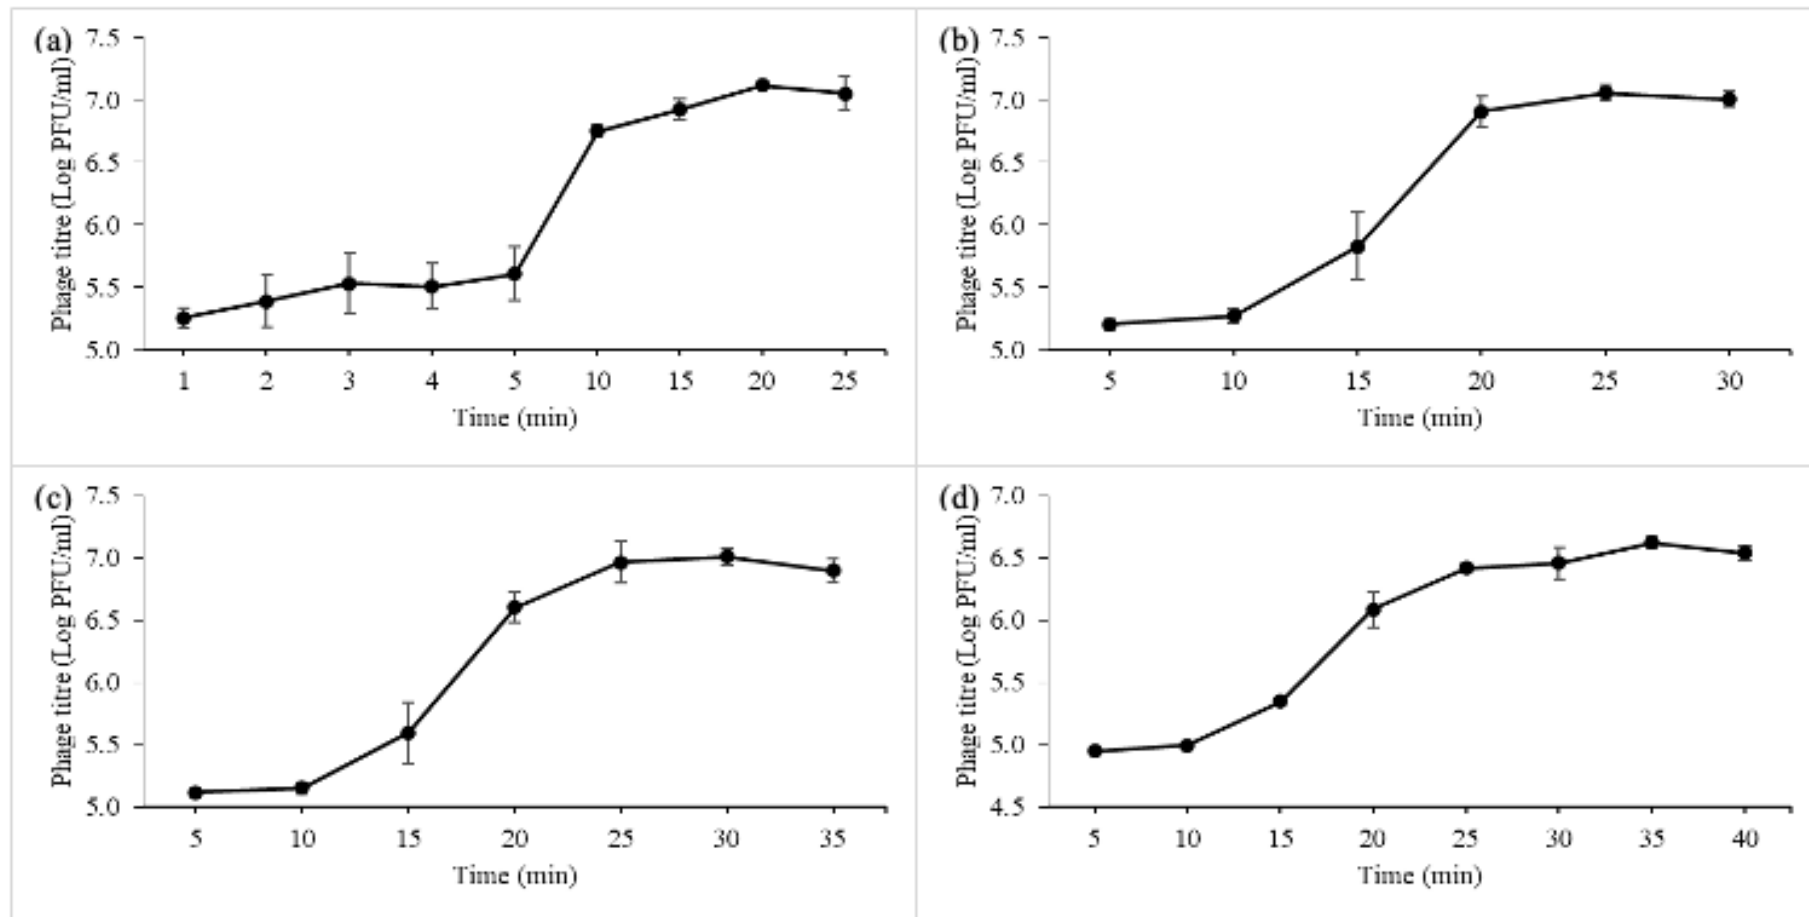 (a)
Phage titre (Log PFU/ml)
7.5
7.0
6.5
6.0
5.5
5.0
1 2 3 4 5 10 15 20 25
Time (min)
(b)
Phage titre (Log PFU/ml)
7.5
7.0
6.5
6.0
5.5
5.0
5 10 15 20 25 30
Time (min)
(c)
Phage titre (Log PFU/ml)
7.5
7.0
6.5
6.0
5.5
5.0
5 10 15 20 25 30 35
Time (min)
(d)
Phage titre (Log PFU/ml)
7.0
6.5
6.0
5.5
5.0
4.5
5 10 15 20 25 30 35 40
Time (min)